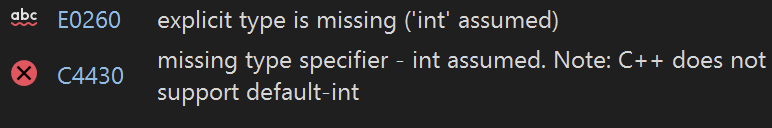 abc E0260 explicit type is missing ('int' assumed)
C4430 missing type specifier - int assumed. Note: C++ does not
support default-int